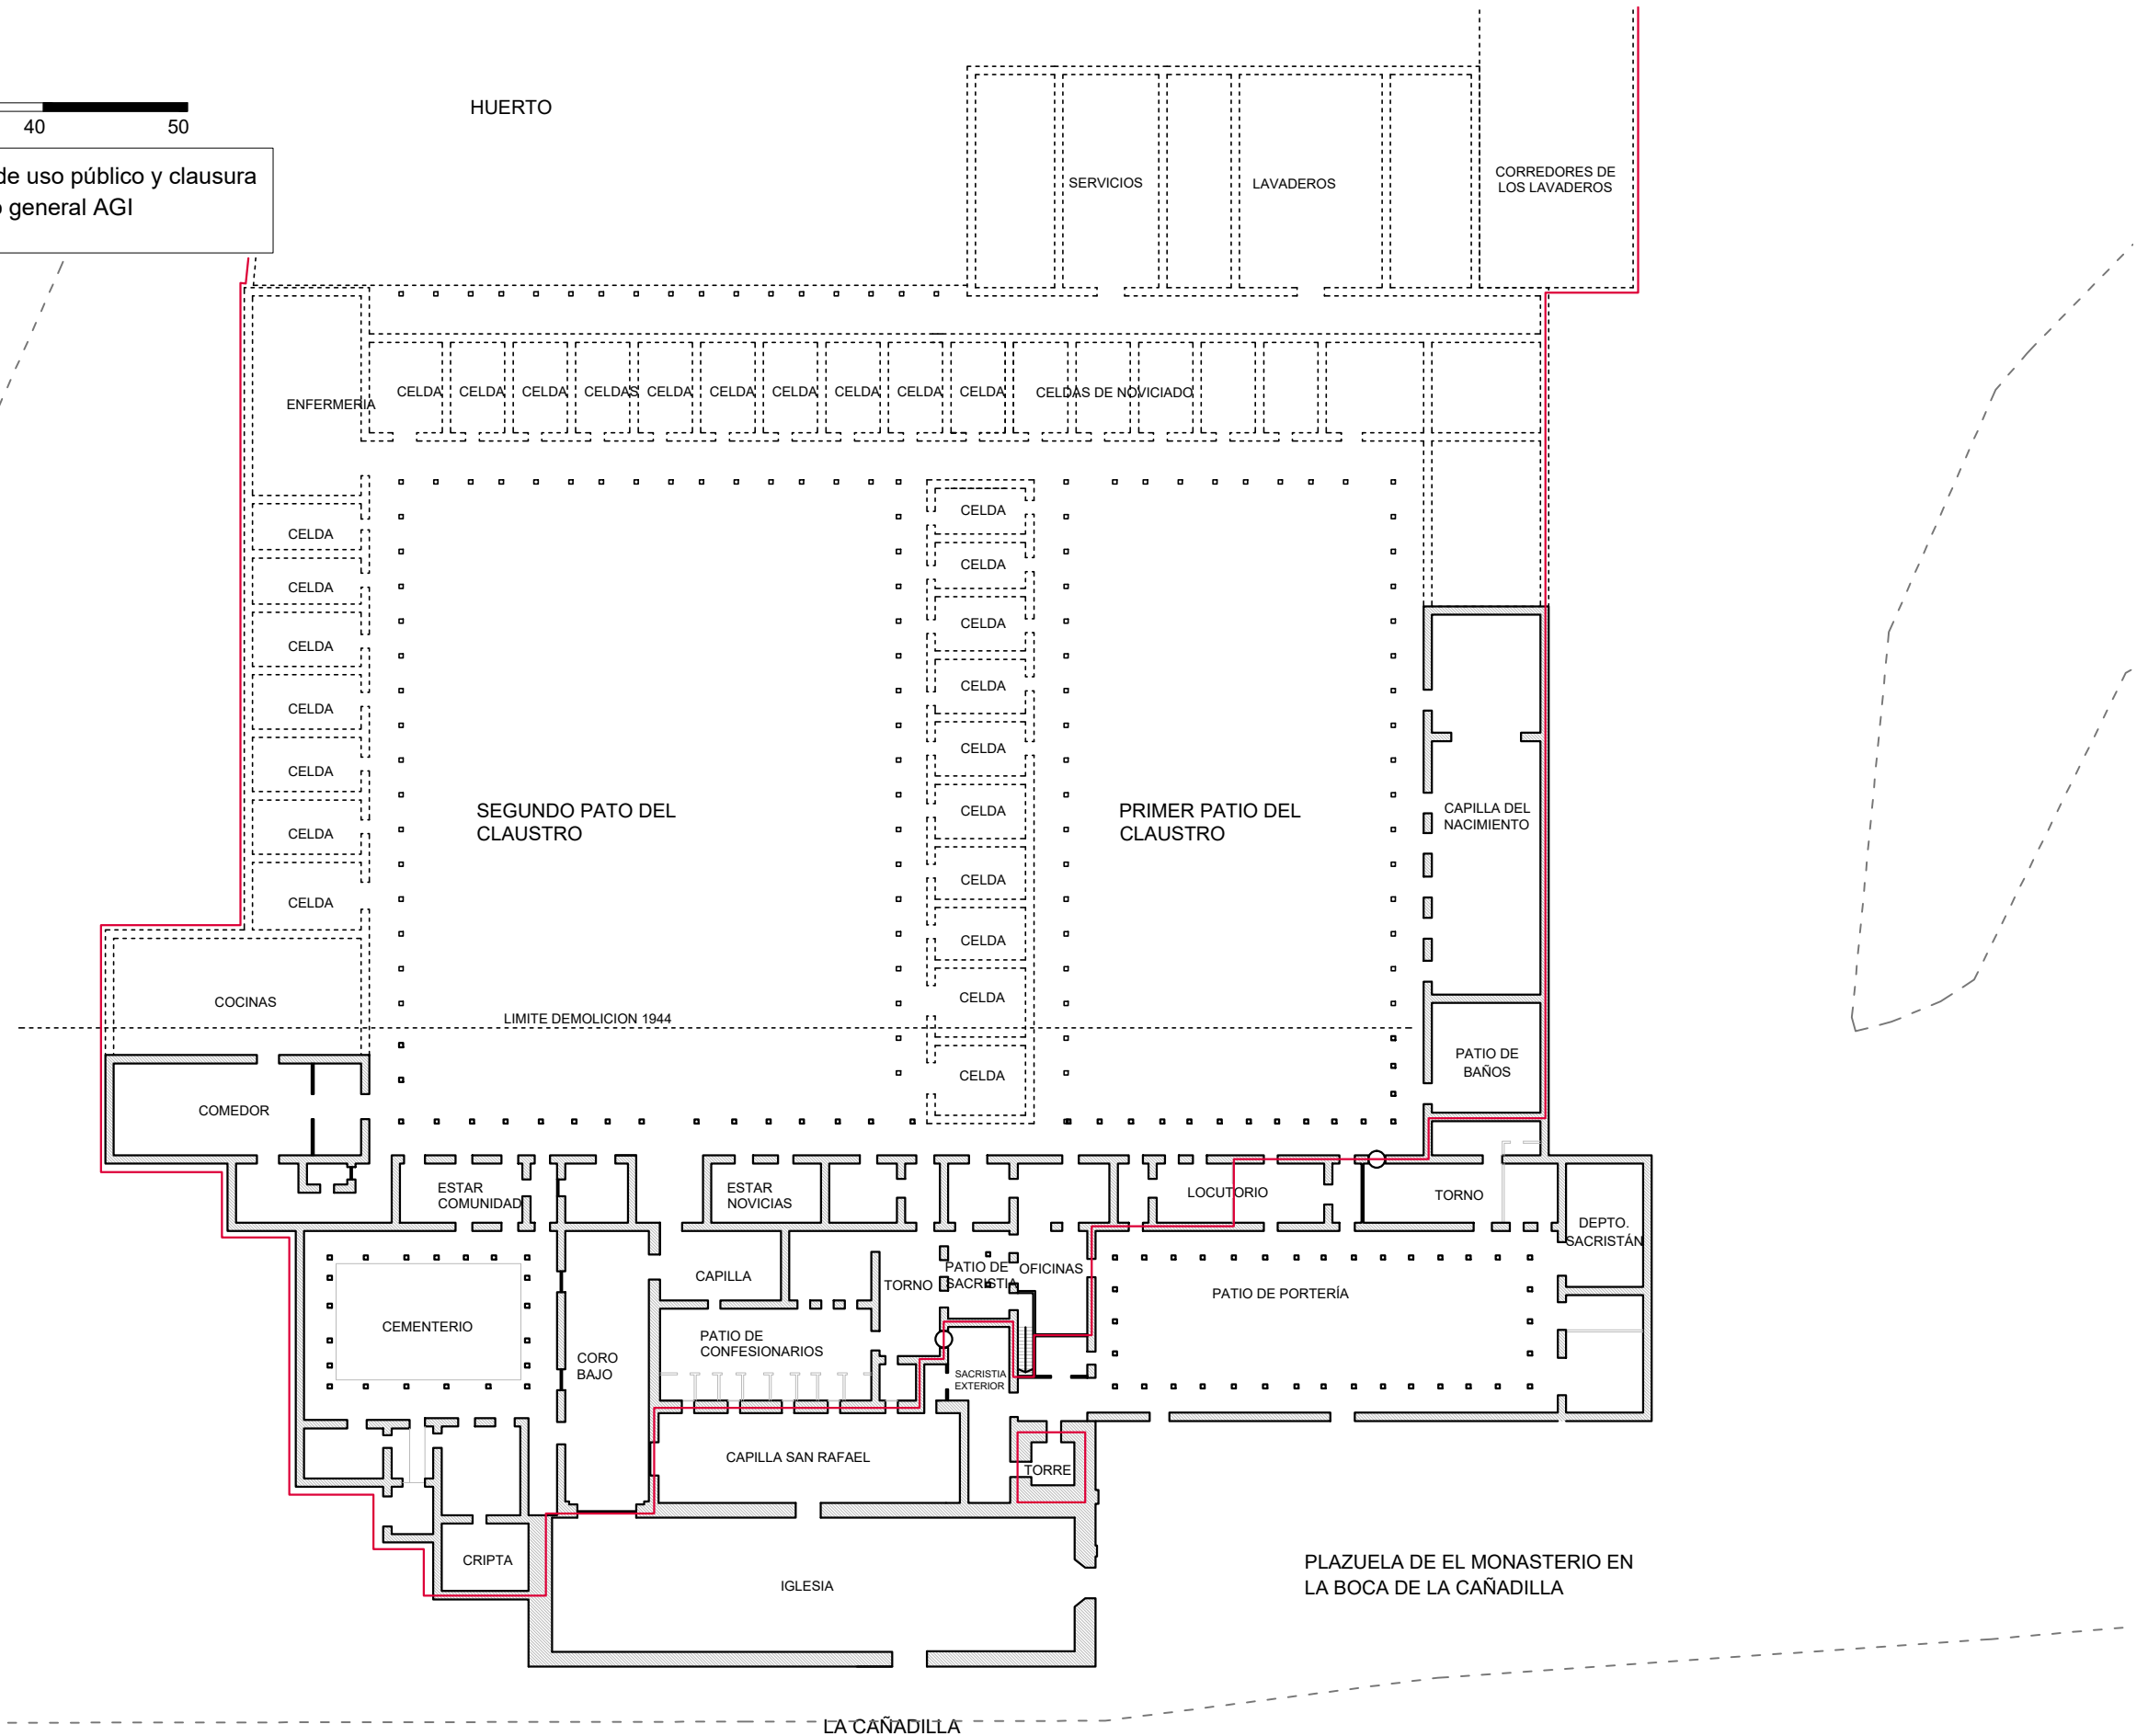 HUERTO
40 50
de uso público y clausura
o general AGI
SERVICIOS
LAVADEROS
CORREDORES DE
LOS LAVADEROS
ENFERMERIA
CELDA
CELDA
CELDA
CELDAS
CELDA
CELDA
CELDA
CELDA
CELDA
CELDA
CELDAS DE NOVICIADO
CELDA
CELDA
CELDA
CELDA
CELDA
CELDA
CELDA
SEGUNDO PATO DEL
CLAUSTRO
CELDA
CELDA
CELDA
CELDA
CELDA
CELDA
CELDA
CELDA
CELDA
CELDA
PRIMER PATIO DEL
CLAUSTRO
CAPILLA DEL
NACIMIENTO
COCINAS
LIMITE DEMOLICION 1944
PATIO DE
BAÑOS
COMEDOR
ESTAR
COMUNIDAD
ESTAR
NOVICIAS
LOCUTORIO
TORNO
DEPTO.
SACRISTÁN
CAPILLA
TORNO
PATIO DE
SACRISTIA
OFICINAS
PATIO DE PORTERÍA
CEMENTERIO
PATIO DE
CONFESIONARIOS
CORO
BAJO
SACRISTIA
EXTERIOR
CAPILLA SAN RAFAEL
TORRE
CRIPTA
IGLESIA
PLAZUELA DE EL MONASTERIO EN
LA BOCA DE LA CAÑADILLA
LA CAÑADILLA